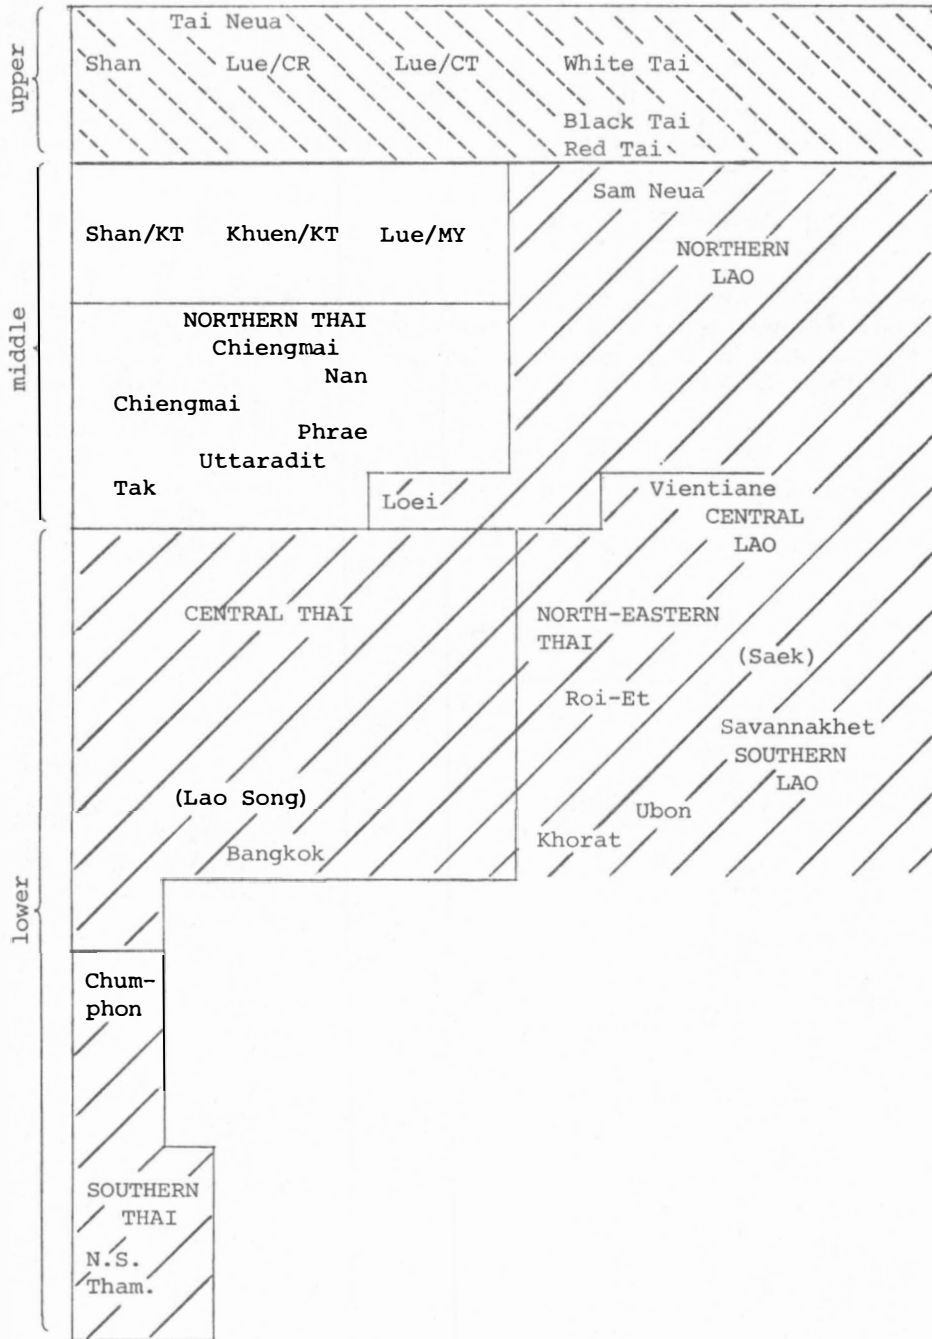 upper
Tai Neua
Shan Lue/CR Lue/CT White Tai
Black Tai
Red Tai
middle
Sam Neua
Shan/KT Khuen/KT Lue/MY
NORTHERN
LAO
NORTHERN THAI
Chiengmai
Nan
Chiengmai
Phrae
Uttaradit
Tak
Loei
Vientiane
CENTRAL
LAO
lower
CENTRAL THAI
NORTH-EASTERN
THAI
(Saek)
Roi-Et
Savannakhet
SOUTHERN
LAO
(Lao Song)
Ubon
Khorat
Bangkok
Chum-
phon
SOUTHERN
THAI
N.S.
Tham.